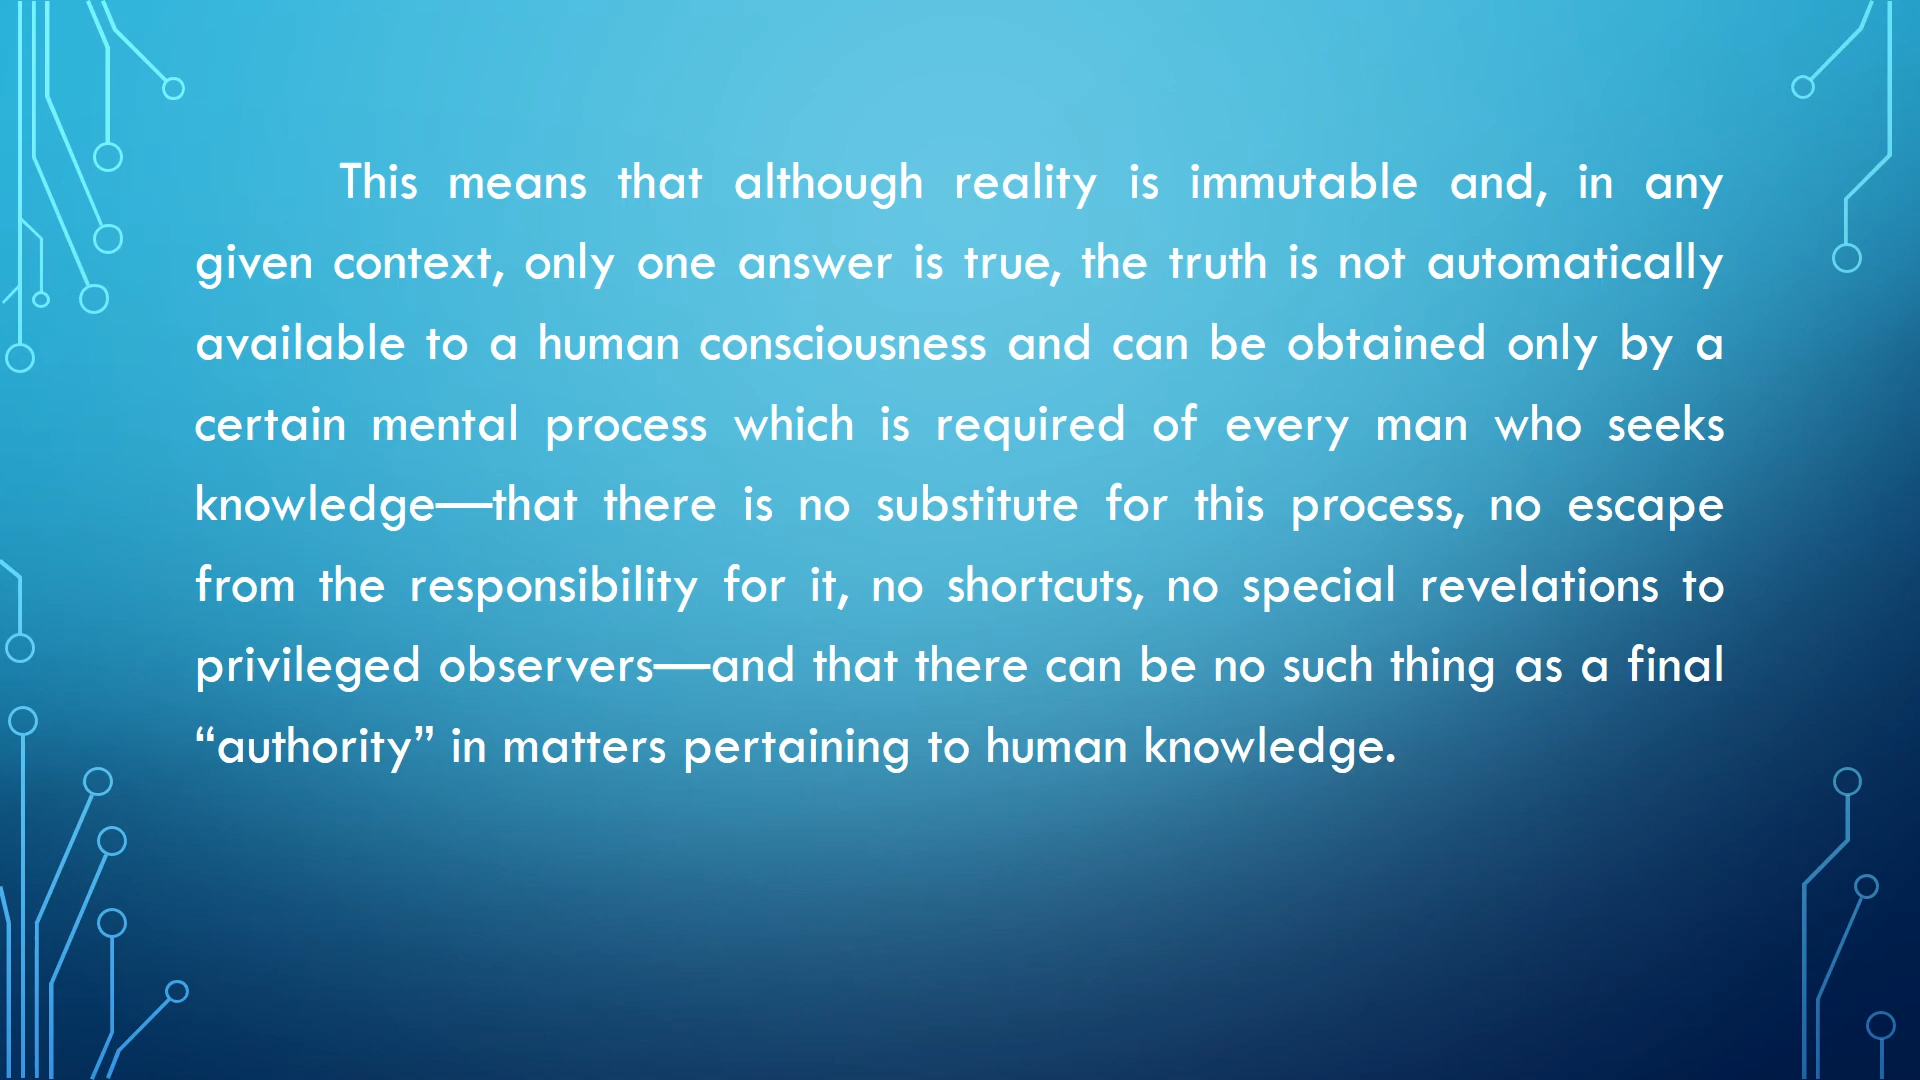 This means that although reality is immutable and, in any
given context, only one answer is true, the truth is not automatically
available to a human consciousness and can be obtained only by a
certain mental process which is required of every man who seeks
knowledge—that there is no substitute for this process, no escape
from the responsibility for it, no shortcuts, no special revelations to
privileged observers—and that there can be no such thing as a final
“authority” in matters pertaining to human knowledge.